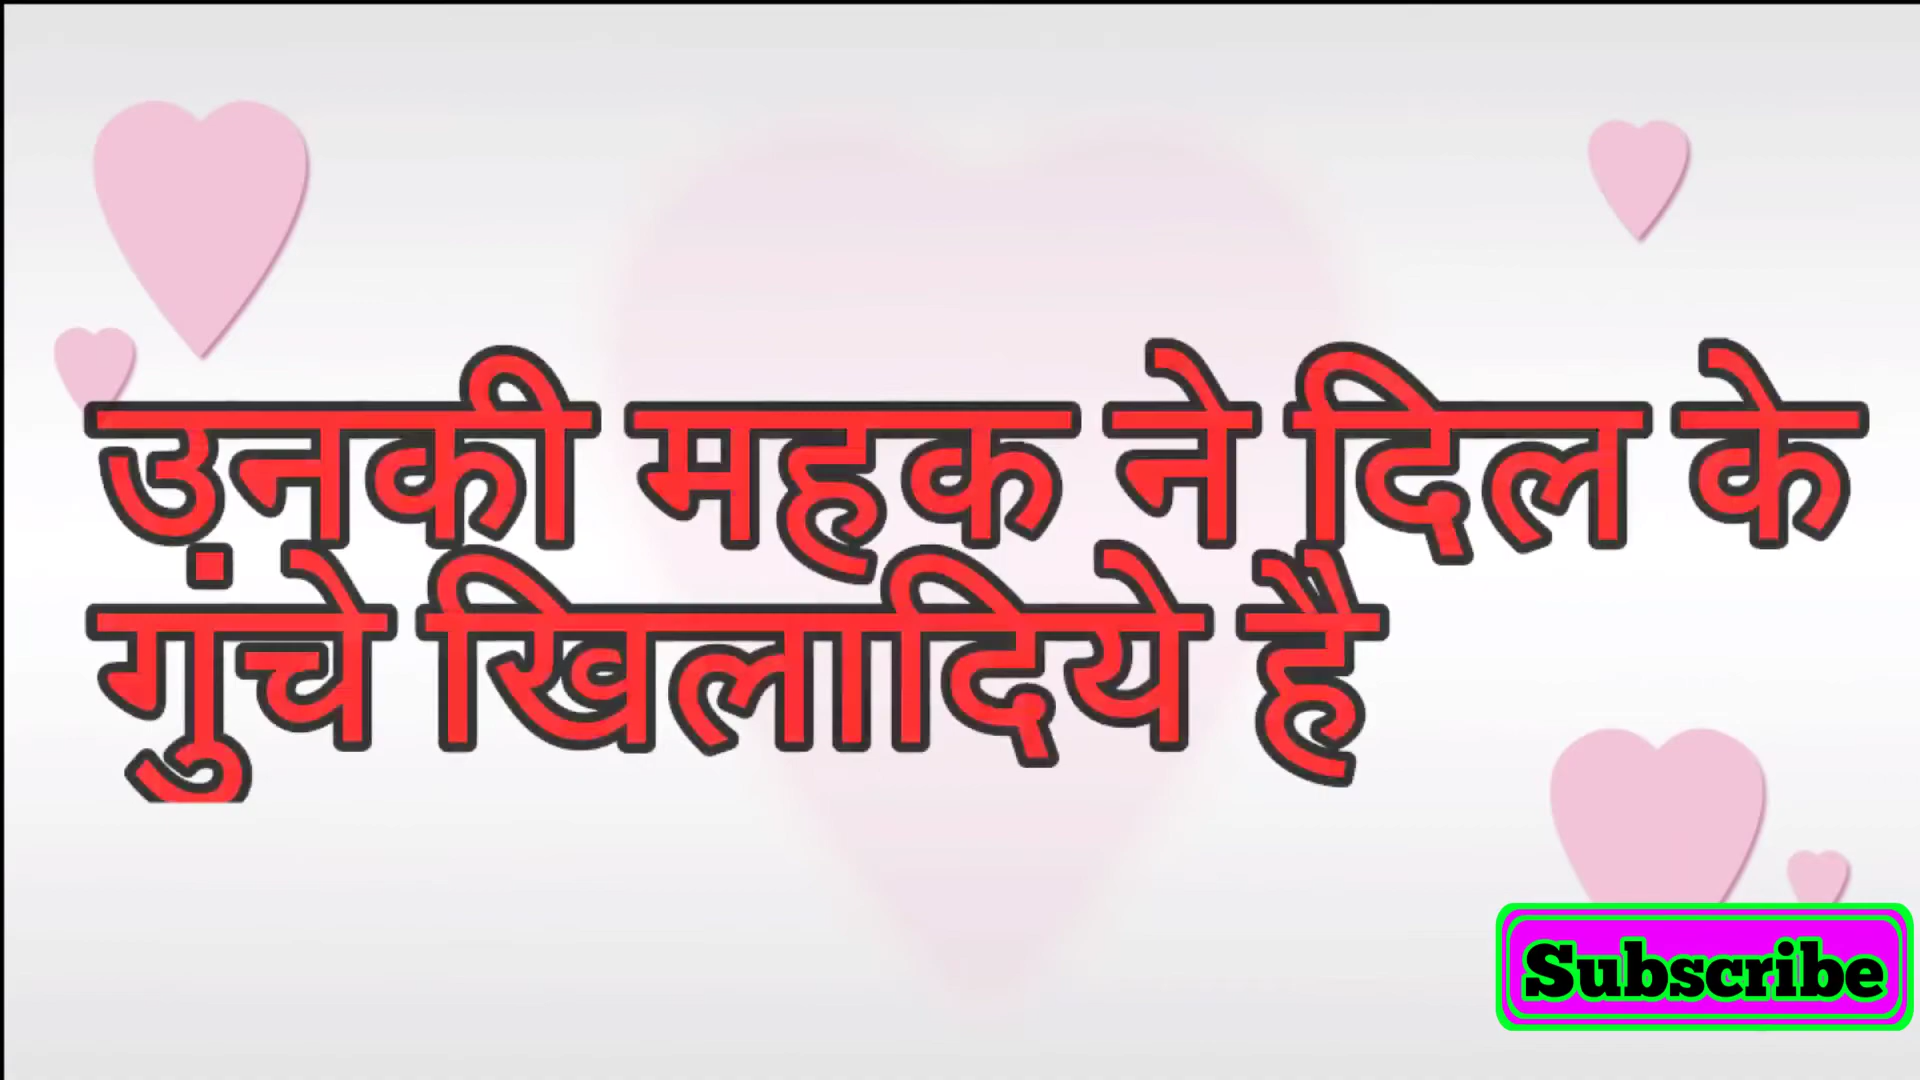 उनकी महक ने दिल के
गुंचे खिलादिये है
Subscribe